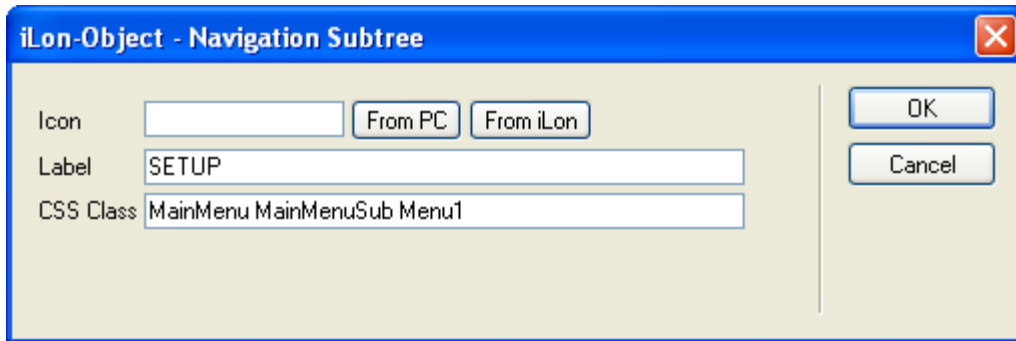 iLon-Object - Navigation Subtree
Icon From PC From iLon OK
Label SETUP Cancel
CSS Class MainMenu MainMenuSub Menu1